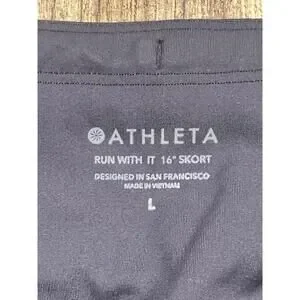 ATHLETA
RUN WITH IT 16" SKORT
DESIGNED IN SAN FRANCISCO
MADE IN VIETNAM
L